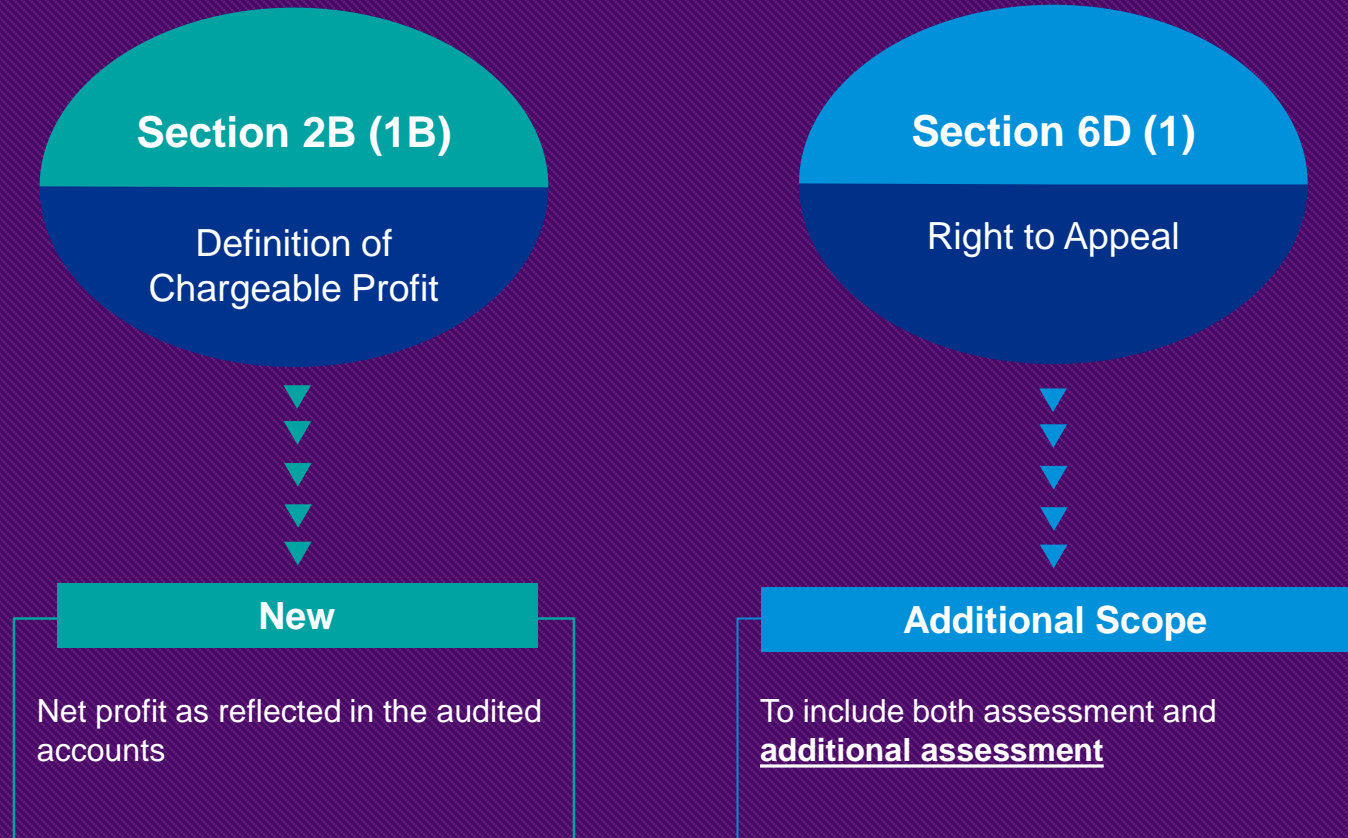 Section 2B (1B)
Definition of
Chargeable Profit
New
Net profit as reflected in the audited
accounts
Section 6D (1)
Right to Appeal
Additional Scope
To include both assessment and
additional assessment